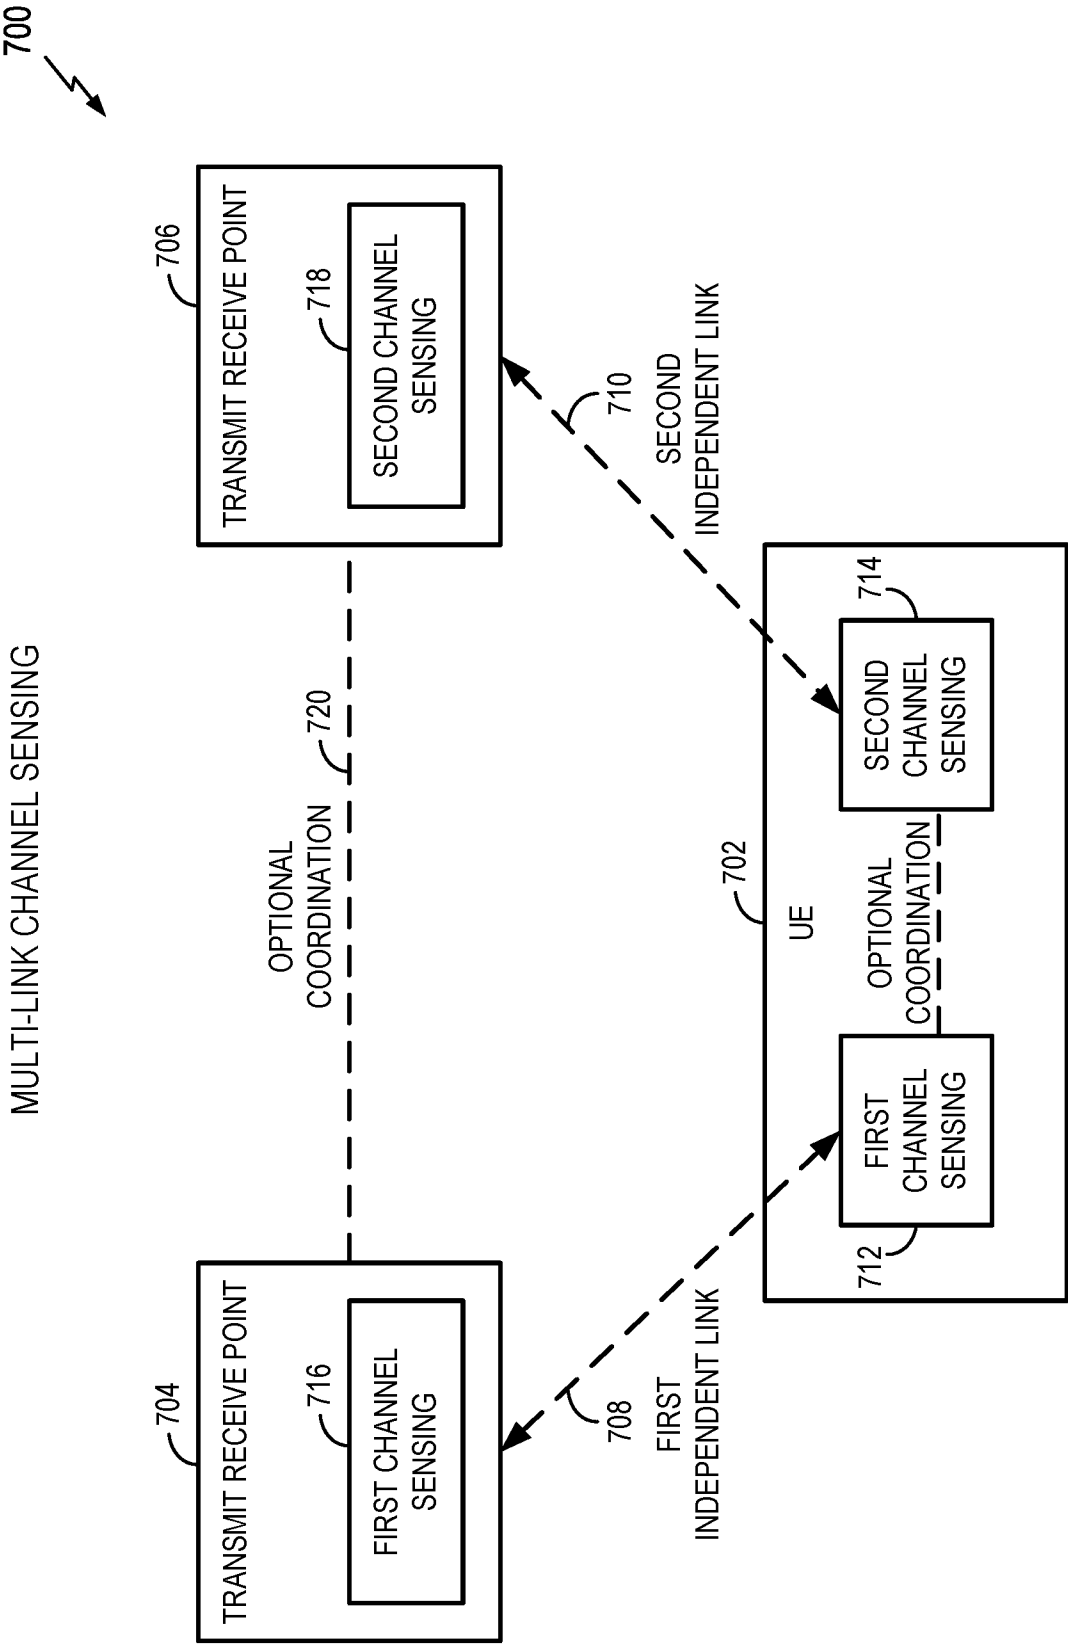 MULTI-LINK CHANNEL SENSING
700
704
TRANSMIT RECEIVE POINT
716
FIRST CHANNEL
SENSING
OPTIONAL
COORDINATION
720
706
TRANSMIT RECEIVE POINT
718
SECOND CHANNEL
SENSING
708
FIRST
INDEPENDENT LINK
710
SECOND
INDEPENDENT LINK
702
UE
712
FIRST
CHANNEL
SENSING
OPTIONAL
COORDINATION
714
SECOND
CHANNEL
SENSING